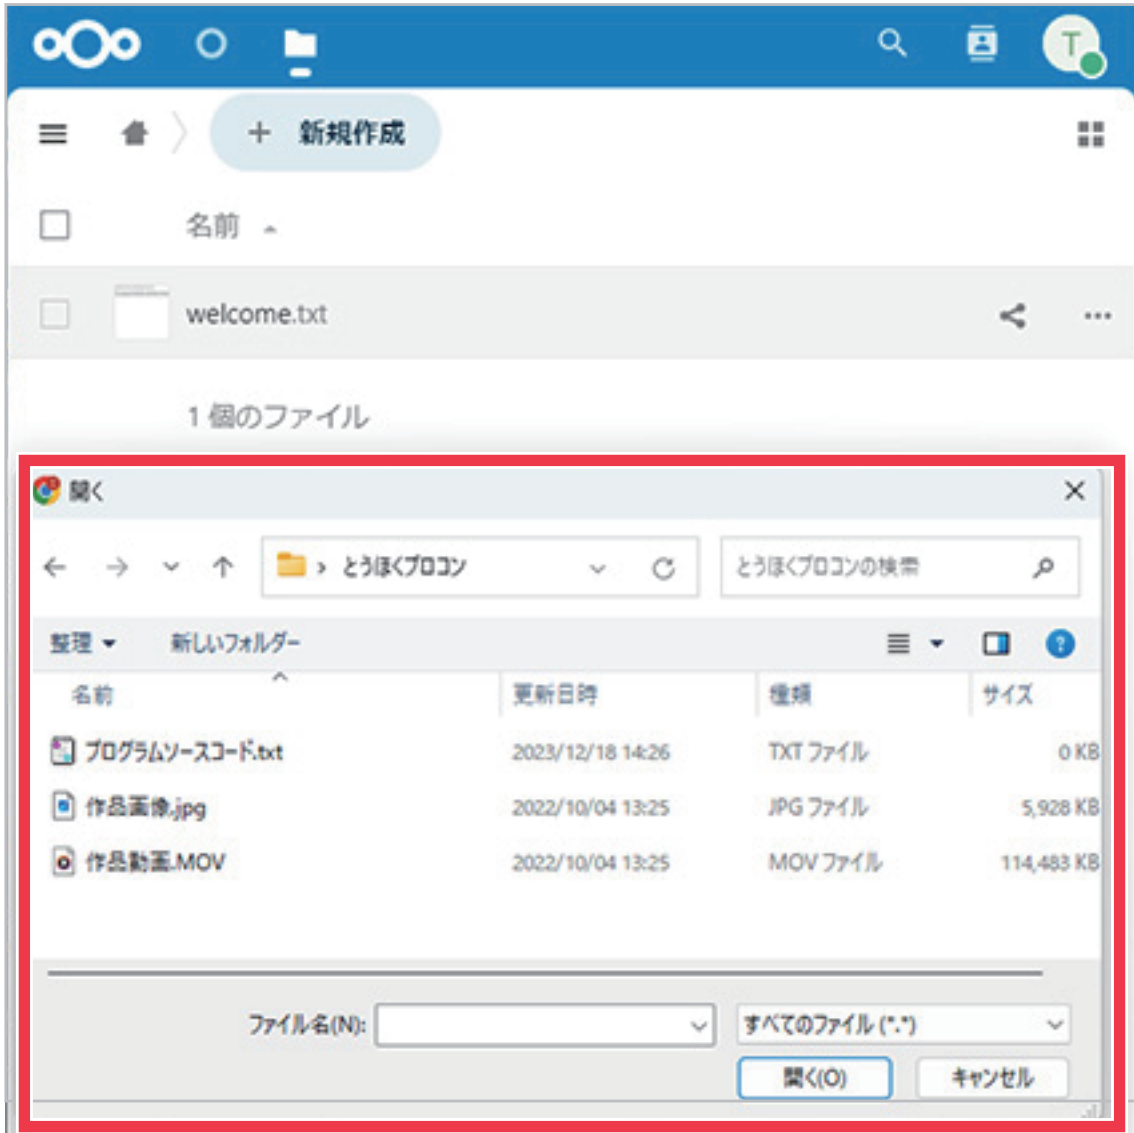 T
+ 新規作成
名前
welcome.txt
1 個のファイル
開く
とうほくプロコン
とうほくプロコンの検索
整理 新しいフォルダー
名前 更新日時 種類 サイズ
プログラムソースコード.txt 2023/12/18 14:26 TXT ファイル 0 KB
作品画像.jpg 2022/10/04 13:25 JPG ファイル 5,928 KB
作品動画.MOV 2022/10/04 13:25 MOV ファイル 114,483 KB
ファイル名(N): すべてのファイル (*.*)
開く(O) キャンセル